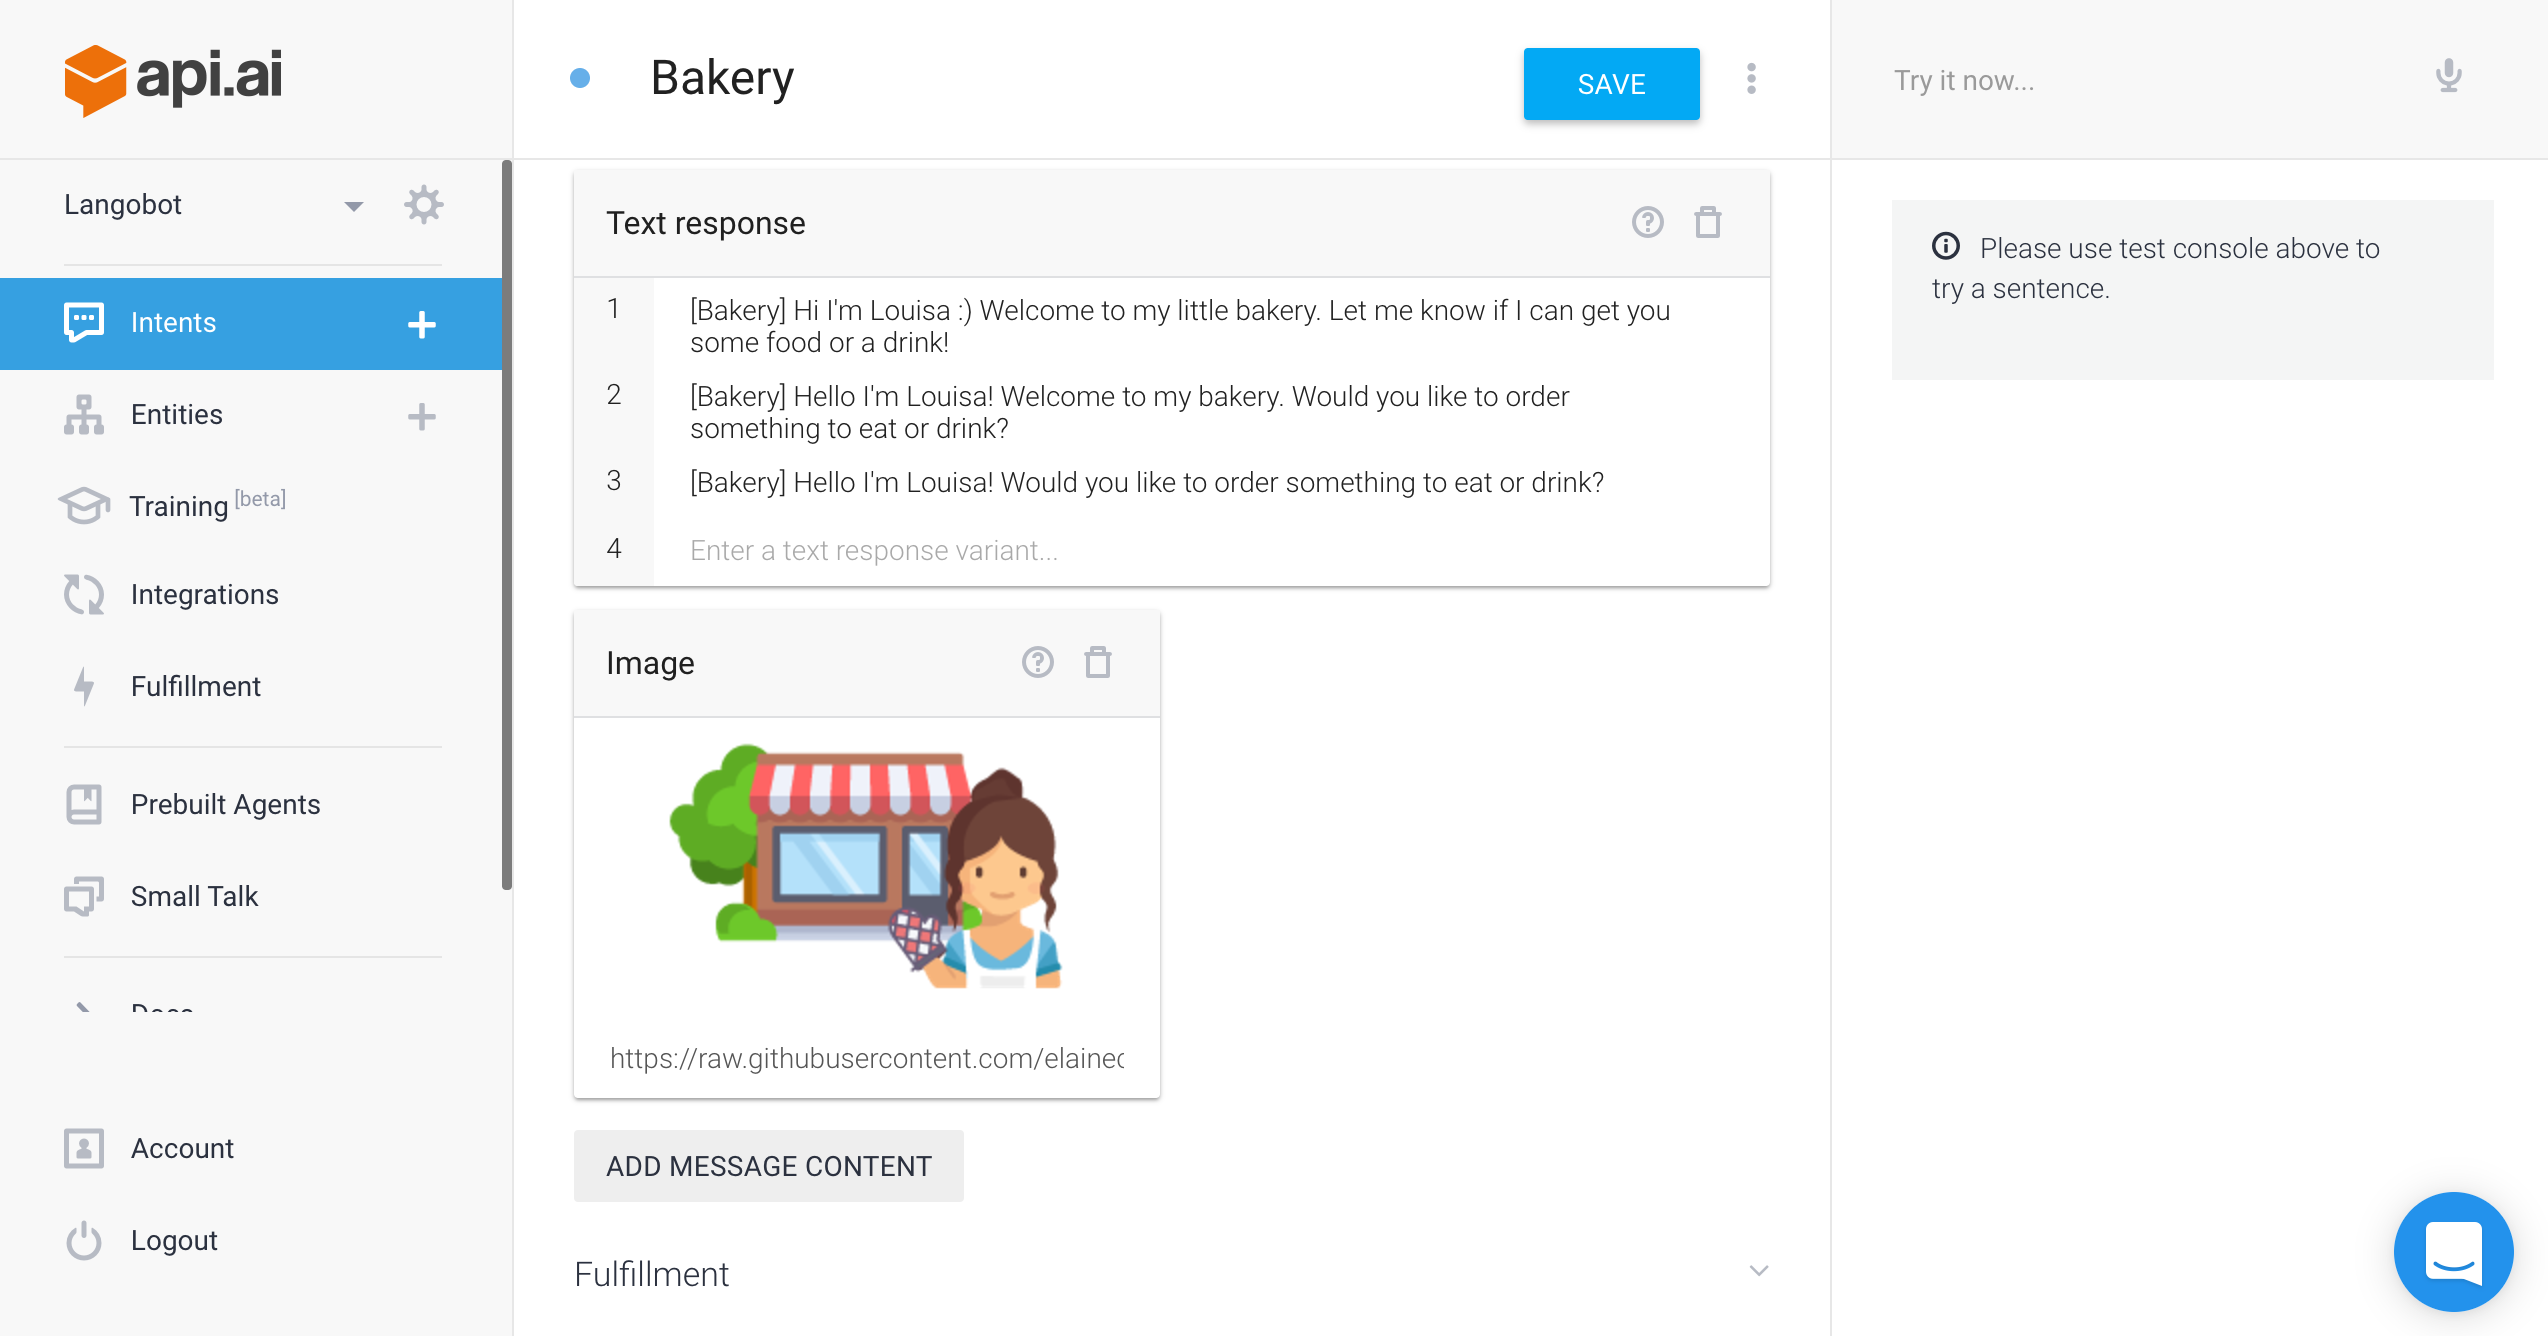 api.ai
Bakery
SAVE
Try it now...
Langobot
Intents
Entities
Training [beta]
Integrations
Fulfillment
Prebuilt Agents
Small Talk
Docs
Account
Logout
Text response
1 [Bakery] Hi I'm Louisa :) Welcome to my little bakery. Let me know if I can get you
some food or a drink!
2 [Bakery] Hello I'm Louisa! Welcome to my bakery. Would you like to order
something to eat or drink?
3 [Bakery] Hello I'm Louisa! Would you like to order something to eat or drink?
4 Enter a text response variant...
Image
https://raw.githubusercontent.com/elainec
ADD MESSAGE CONTENT
Fulfillment
Please use test console above to
try a sentence.